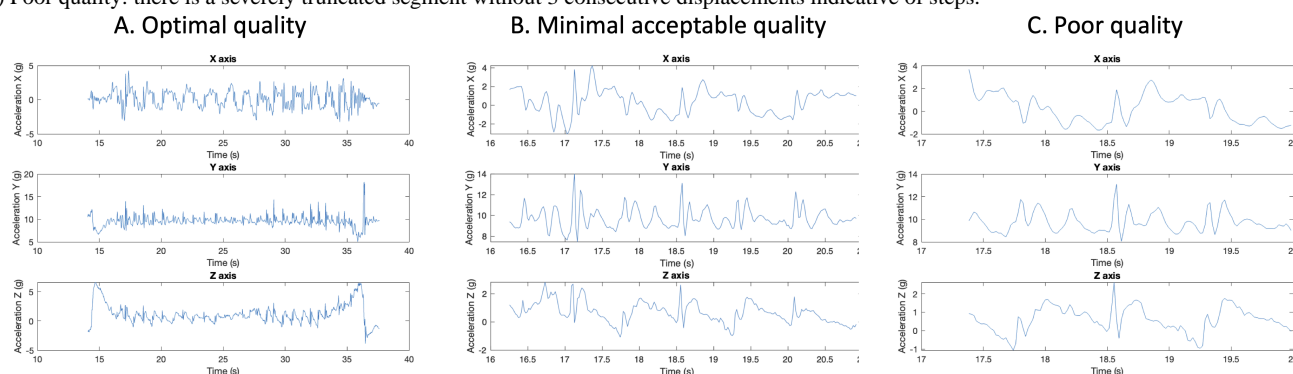 ) Poor quality: there is a severely truncated segment without 3 consecutive displacements indicative of steps.
A. Optimal quality
B. Minimal acceptable quality
C. Poor quality
X axis
Acceleration X (g)
5
0
-5
10 15 20 25 30 35 40
Time (s)
Y axis
Acceleration Y (g)
20
15
10
5
10 15 20 25 30 35 40
Time (s)
Z axis
Acceleration Z (g)
5
0
-5
10 15 20 25 30 35 40
Time (s)
X axis
Acceleration X (g)
4
2
0
-2
16 16.5 17 17.5 18 18.5 19 19.5 20 20.5
Time (s)
Y axis
Acceleration Y (g)
14
12
10
8
16 16.5 17 17.5 18 18.5 19 19.5 20 20.5
Time (s)
Z axis
Acceleration Z (g)
2
0
-2
16 16.5 17 17.5 18 18.5 19 19.5 20 20.5
Time (s)
X axis
Acceleration X (g)
4
2
0
-2
17 17.5 18 18.5 19 19.5
Time (s)
Y axis
Acceleration Y (g)
14
12
10
8
17 17.5 18 18.5 19 19.5
Time (s)
Z axis
Acceleration Z (g)
2
1
0
-1
17 17.5 18 18.5 19 19.5
Time (s)